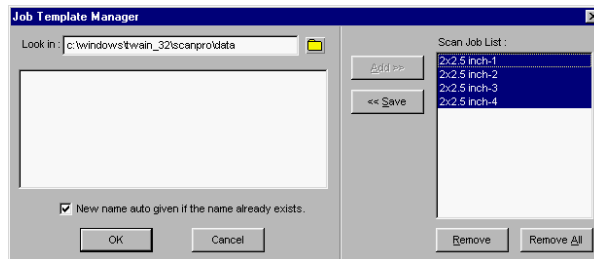 Job Template Manager
Look in : c:\windows\twain_32\scanpro\data
Scan Job List :
Add >>
<< Save
2x2.5 inch-1
2x2.5 inch-2
2x2.5 inch-3
2x2.5 inch-4
New name auto given if the name already exists.
OK
Cancel
Remove
Remove All